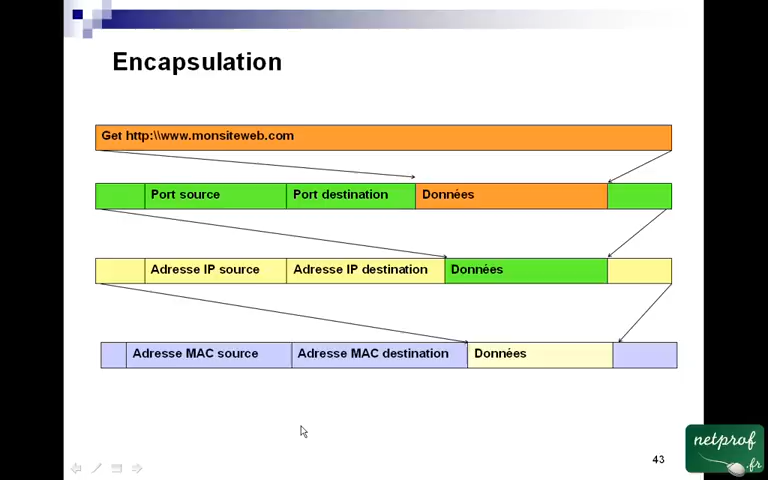 Encapsulation
Get http:\\www.monsiteweb.com
Port source Port destination Données
Adresse IP source Adresse IP destination Données
Adresse MAC source Adresse MAC destination Données
43
netprof
.fr